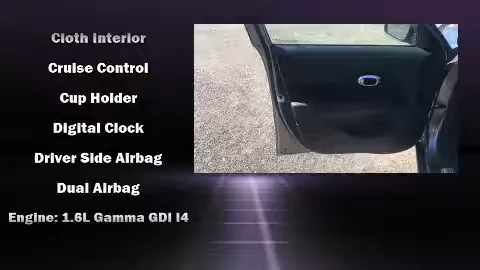 Cloth Interior
Cruise Control
Cup Holder
Digital Clock
Driver Side Airbag
Dual Airbag
Engine: 1.6L Gamma GDI I4